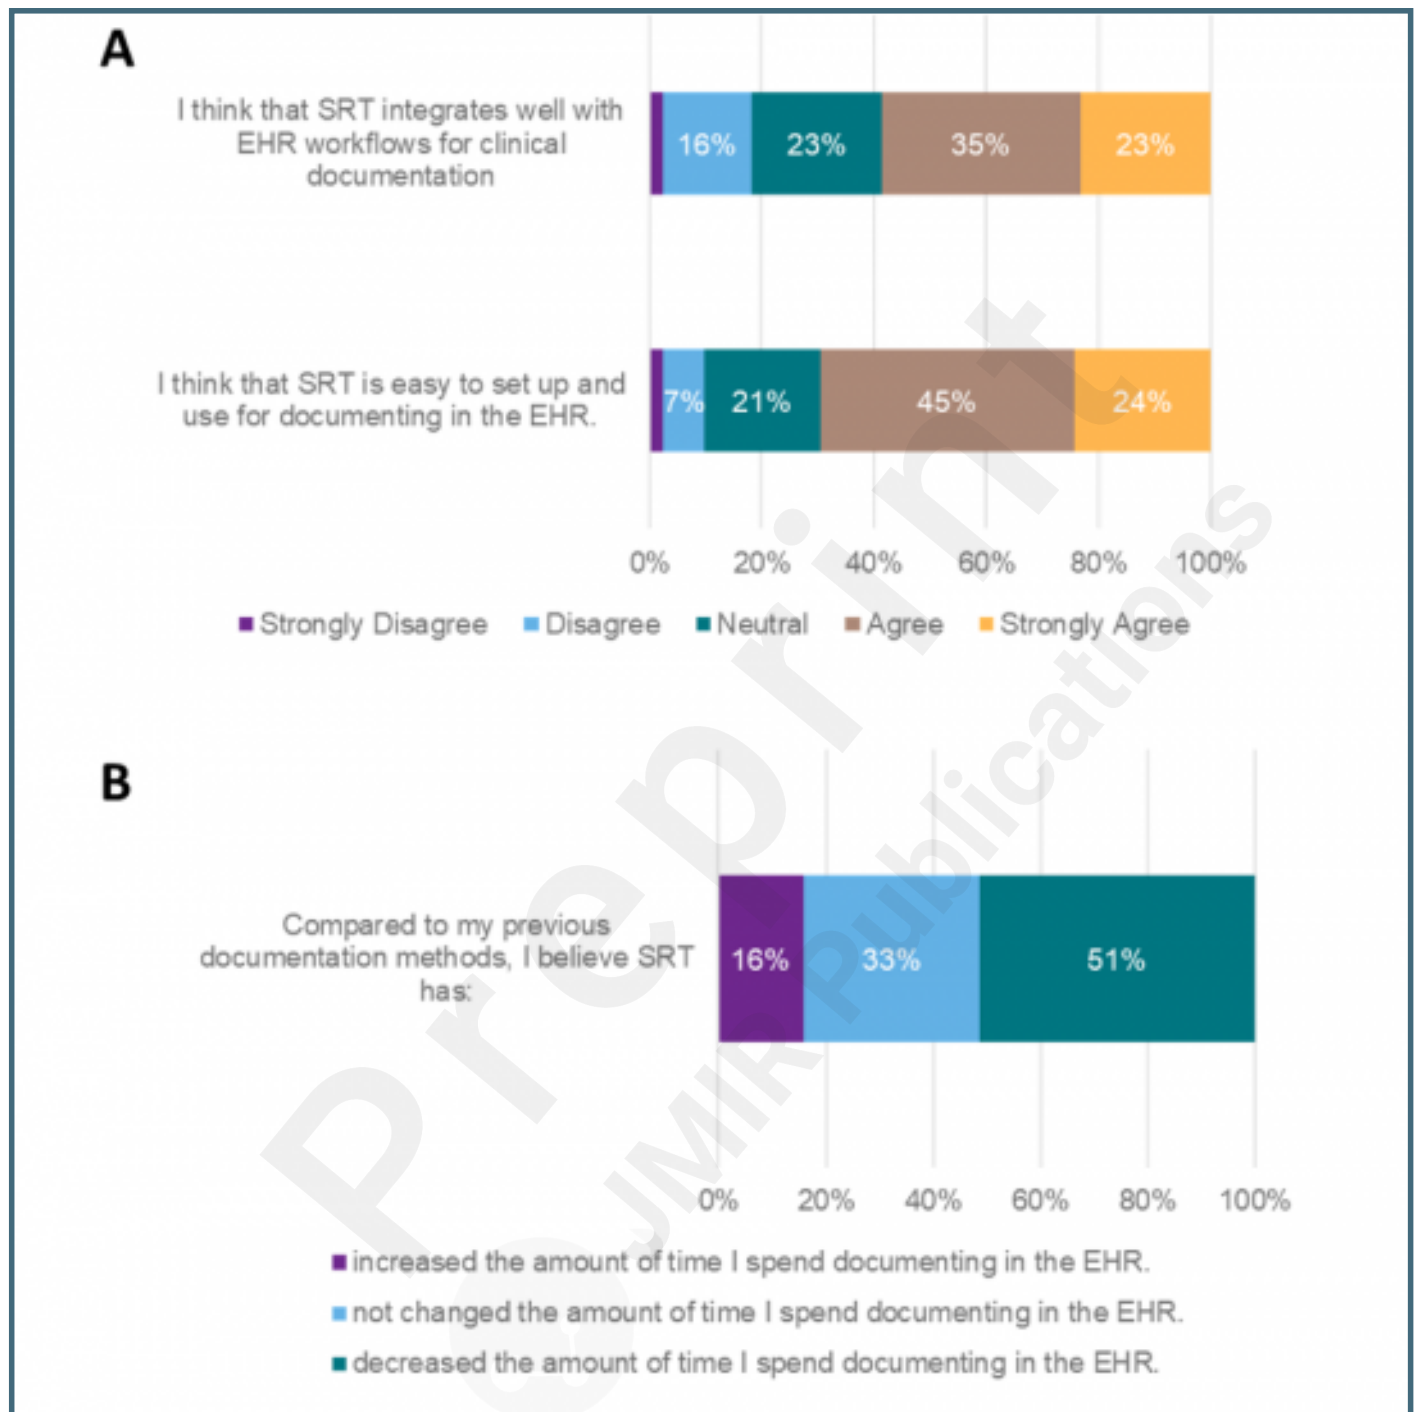 A
I think that SRT integrates well with
EHR workflows for clinical
documentation
16% 23% 35% 23%
I think that SRT is easy to set up and
use for documenting in the EHR.
7% 21% 45% 24%
0% 20% 40% 60% 80% 100%
Strongly Disagree Disagree Neutral Agree Strongly Agree
B
Compared to my previous
documentation methods, I believe SRT
has:
16% 33% 51%
0% 20% 40% 60% 80% 100%
increased the amount of time I spend documenting in the EHR.
not changed the amount of time I spend documenting in the EHR.
decreased the amount of time I spend documenting in the EHR.
Preprint
JMIR Publications